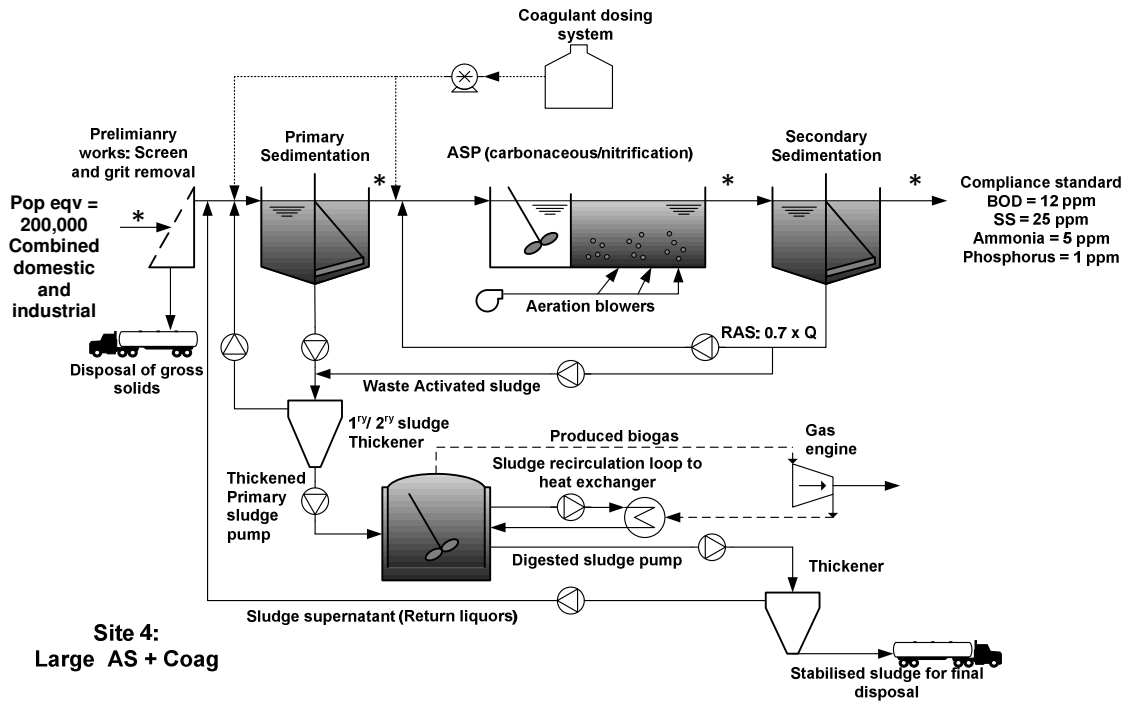 Coagulant dosing
system
Prelimianry
works: Screen
and grit removal
Primary
Sedimentation
ASP (carbonaceous/nitrification)
Secondary
Sedimentation
Pop eqv =
200,000
Combined
domestic
and
industrial
*
*
*
*
Compliance standard
BOD = 12 ppm
SS = 25 ppm
Ammonia = 5 ppm
Phosphorus = 1 ppm
Aeration blowers
RAS: 0.7 x Q
Disposal of gross
solids
Waste Activated sludge
1ry/ 2ry sludge
Thickener
Produced biogas
Gas
engine
Sludge recirculation loop to
heat exchanger
Thickened
Primary
sludge
pump
Digested sludge pump
Thickener
Sludge supernatant (Return liquors)
Site 4:
Large AS + Coag
Stabilised sludge for final
disposal